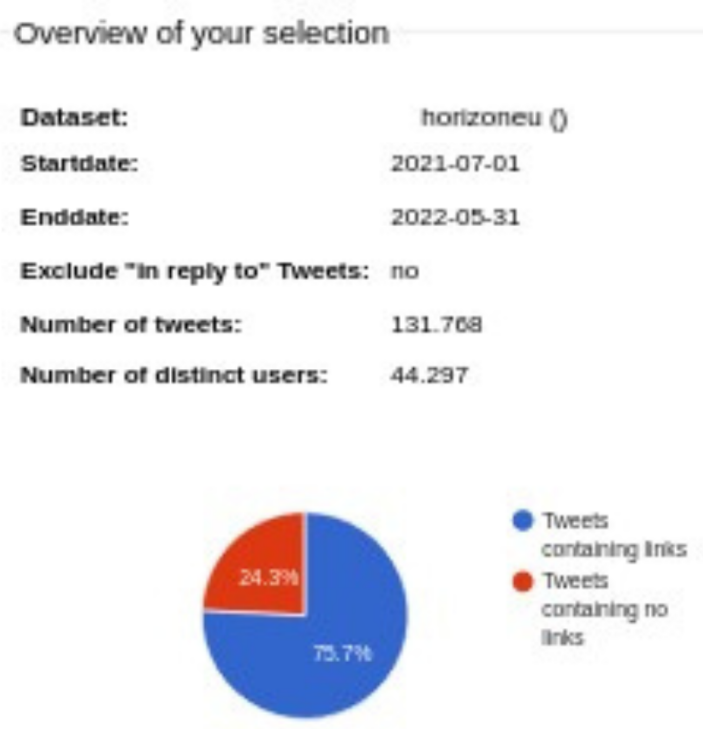 Overview of your selection
Dataset: horizoneu ()
Startdate: 2021-07-01
Enddate: 2022-05-31
Exclude "in reply to" Tweets: no
Number of tweets: 131.768
Number of distinct users: 44.297
24.3%
75.7%
Tweets
containing links
Tweets
containing no
links